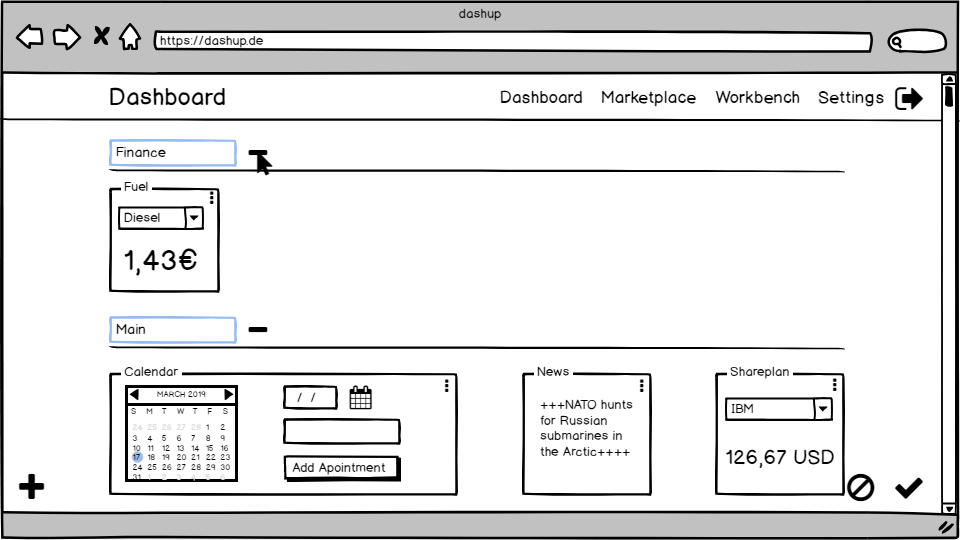 dashup
https://dashup.de
Dashboard
Dashboard Marketplace Workbench Settings
Finance
Fuel
Diesel
1,43€
Main
Calendar
MARCH 2019
S M T W T F S
24 25 26 27 28 1 2
3 4 5 6 7 8 9
10 11 12 13 14 15 16
17 18 19 20 21 22 23
24 25 26 27 28 29 30
31
/ /
Add Apointment
News
+++NATO hunts
for Russian
submarines in
the Arctic++++
Shareplan
IBM
126,67 USD